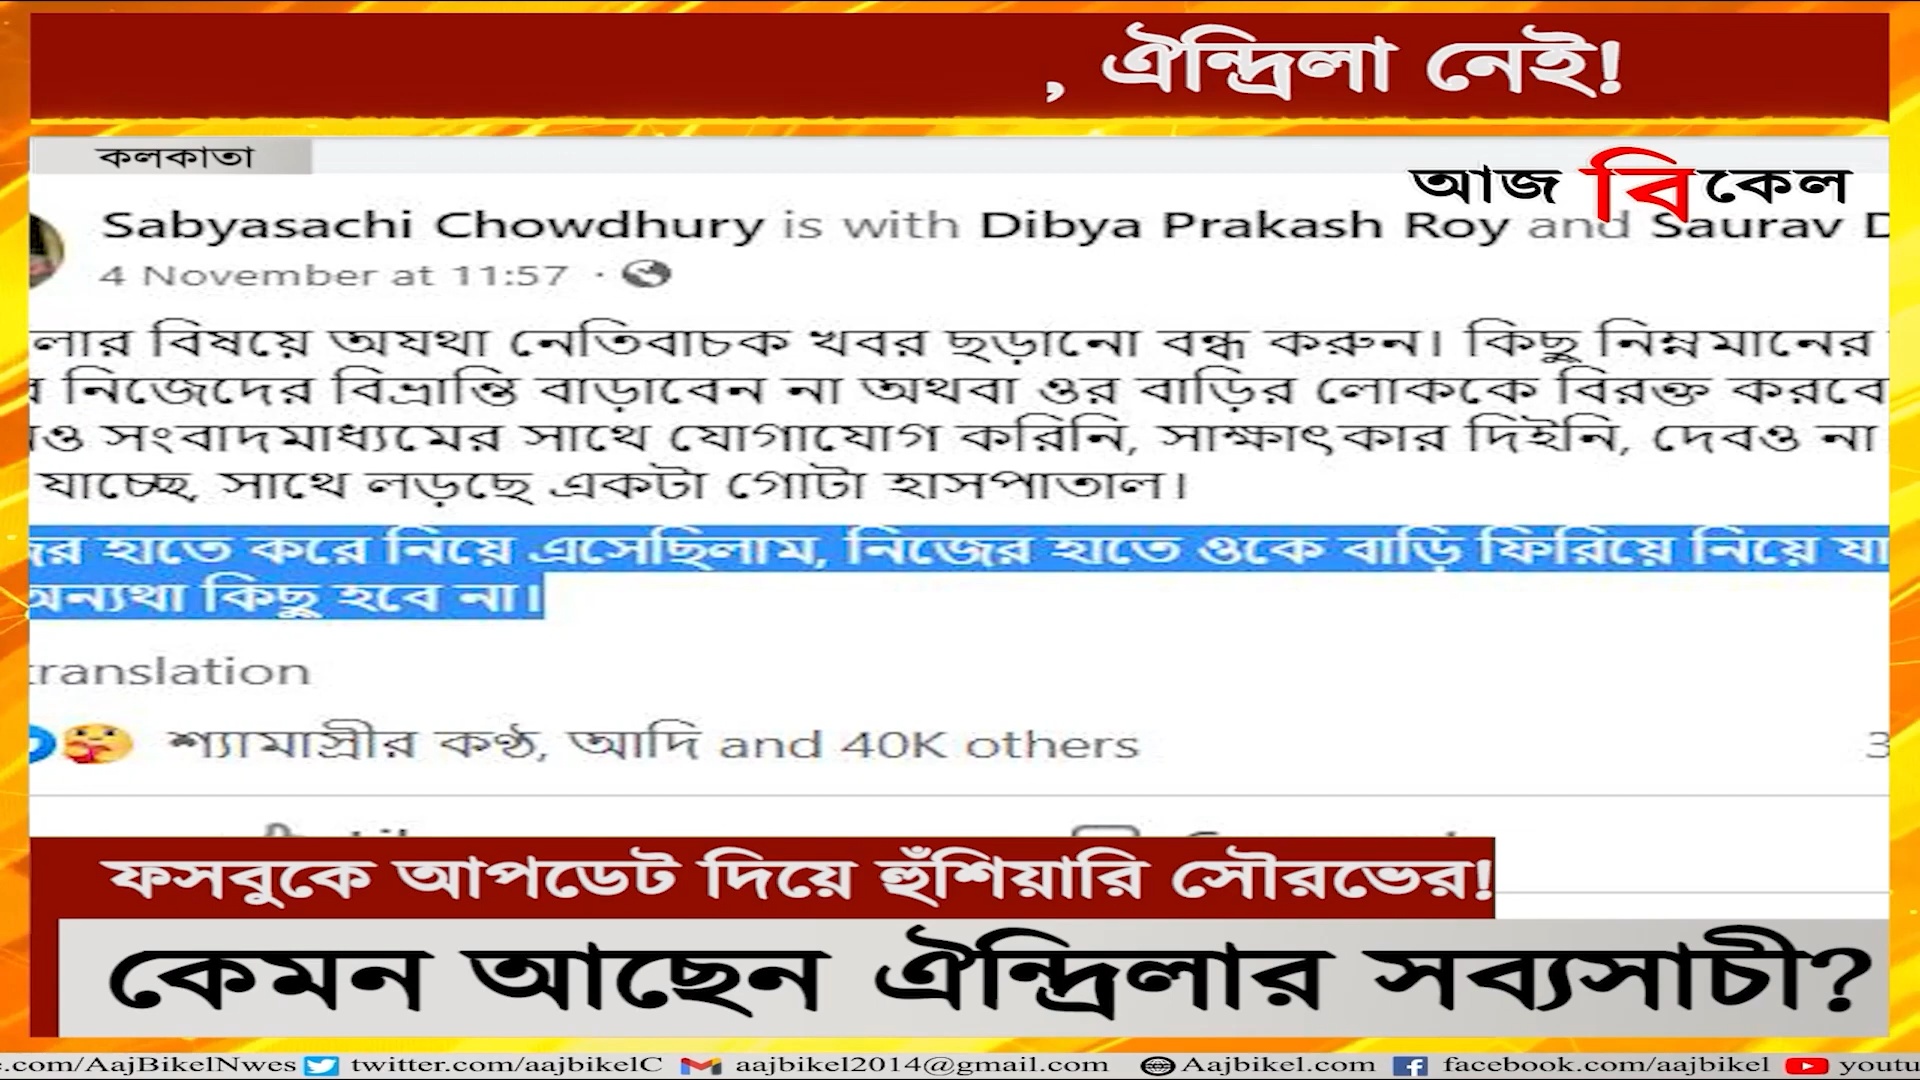 , ঐন্দ্রিলা নেই!
কলকাতা
আজ বিকেল
Sabyasachi Chowdhury is with Dibya Prakash Roy and Saurav D
4 November at 11:57 ·
লার বিষয়ে অযথা নেতিবাচক খবর ছড়ানো বন্ধ করুন। কিছু নিম্নমানের
নিজেদের বিভ্রান্তি বাড়াবেন না অথবা ওর বাড়ির লোককে বিরক্ত করবে
ও সংবাদমাধ্যমের সাথে যোগাযোগ করিনি, সাক্ষাৎকার দিইনি, দেবও না
যাচ্ছে, সাথে লড়ছে একটা গোটা হাসপাতাল।
র হাতে করে নিয়ে এসেছিলাম, নিজের হাতে ওকে বাড়ি ফিরিয়ে নিয়ে যা
অন্যথা কিছু হবে না।
translation
শ্যামাশ্রীর কণ্ঠ, আদি and 40K others
ফসবুকে আপডেট দিয়ে হুঁশিয়ারি সৌরভের!
কেমন আছেন ঐন্দ্রিলার সব্যসাচী?
.com/AajBikelNwes twitter.com/aajbikelC aajbikel2014@gmail.com Aajbikel.com facebook.com/aajbikel youtu